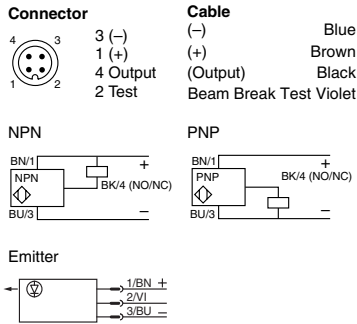 Connector
4 3
1 2
3 (–)
1 (+)
4 Output
2 Test
Cable
(–) Blue
(+) Brown
(Output) Black
Beam Break Test Violet
NPN
BN/1 +
NPN
BK/4 (NO/NC)
BU/3 –
PNP
BN/1 +
PNP BK/4 (NO/NC)
BU/3 –
Emitter
1/BN +
2/VI
3/BU –